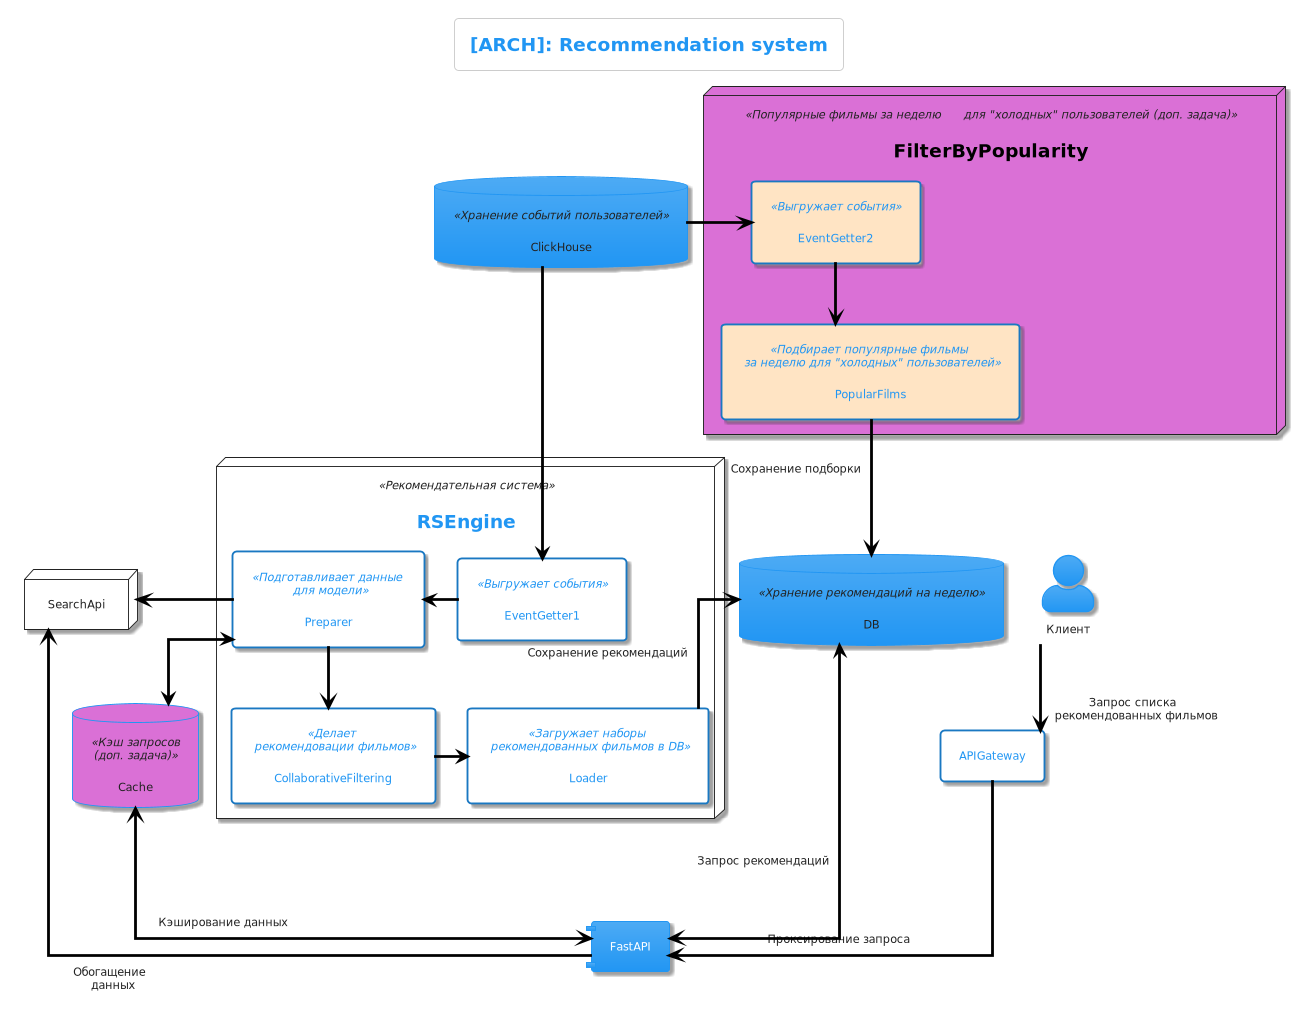 [ARCH]: Recommendation system
«Популярные фильмы за неделю для "холодных" пользователей (доп. задача)»
FilterByPopularity
«Выгружает события»
EventGetter2
«Хранение событий пользователей»
ClickHouse
«Подбирает популярные фильмы
за неделю для "холодных" пользователей»
PopularFilms
Сохранение подборки
«Рекомендательная система»
RSEngine
«Подготавливает данные
для модели»
Preparer
«Выгружает события»
EventGetter1
SearchApi
«Хранение рекомендаций на неделю»
DB
Клиент
Сохранение рекомендаций
Запрос списка
рекомендованных фильмов
«Кэш запросов
(доп. задача)»
Cache
«Делает
рекомендовации фильмов»
CollaborativeFiltering
«Загружает наборы
рекомендованных фильмов в DB»
Loader
APIGateway
Запрос рекомендаций
Кэширование данных
FastAPI
Проксирование запроса
Обогащение
данных